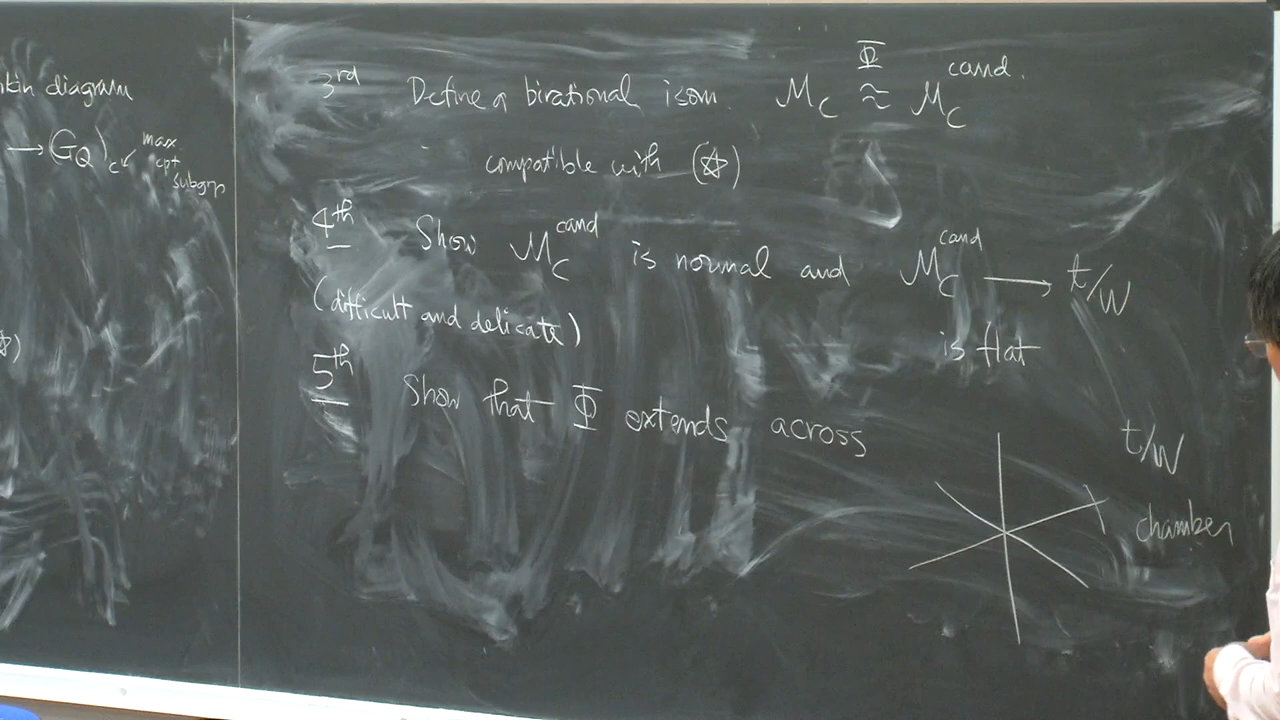 diagram
→ G_Q)_c max cpt subgrp
☆)
3rd Define a birational isom. M_C ≈^Φ M_C^cand.
compatible with (☆)
4th Show M_C^cand is normal and M_C^cand → t/W
(difficult and delicate) is flat
5th Show that Φ extends across
t/W
chamber